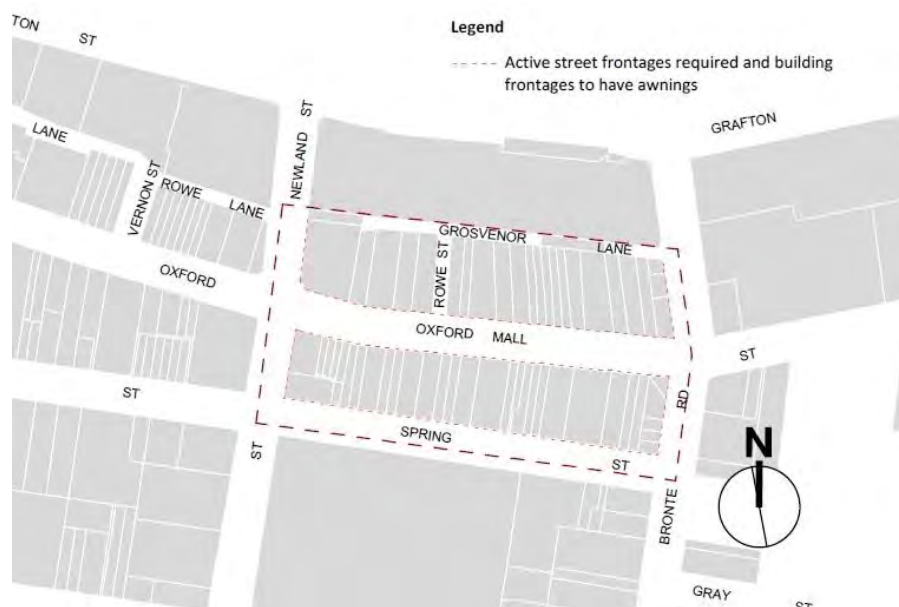 TON ST
Legend
Active street frontages required and building
frontages to have awnings
GRAFTON
NEWLAND ST
LANE
VERNON ST
ROWE LANE
GROSVENOR LANE
ROWE ST
OXFORD
OXFORD MALL
ST
ST
RD
SPRING ST
ST
N
BRONTE
GRAY ST